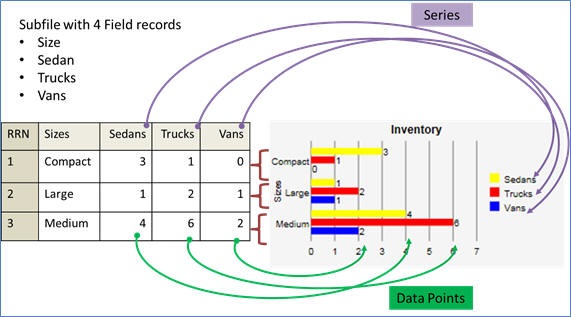 Series
Subfile with 4 Field records
• Size
• Sedan
• Trucks
• Vans
RRN Sizes Sedans Trucks Vans
1 Compact 3 1 0
2 Large 1 2 1
3 Medium 4 6 2
Inventory
Sizes
Compact 3 1 0
Large 1 2 1
Medium 4 6 2
0 1 2 3 4 5 6 7
Sedans
Trucks
Vans
Data Points